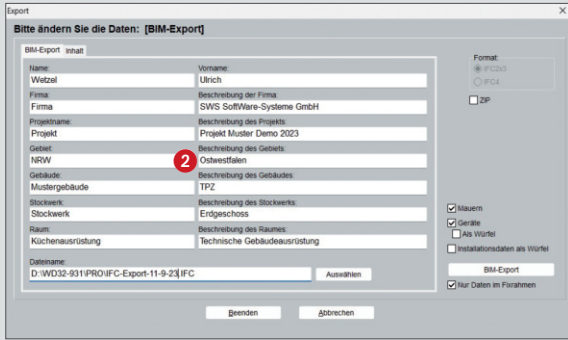 Export
Bitte ändern Sie die Daten: [BIM-Export]
BIM-Export Inhalt
Name: Vorname:
Wetzel Ulrich
Firma: Beschreibung der Firma:
Firma SWS SoftWare-Systeme GmbH
Projektname: Beschreibung des Projekts:
Projekt Projekt Muster Demo 2023
Gebiet: Beschreibung des Gebiets:
NRW 2 Ostwestfalen
Gebäude: Beschreibung des Gebäudes:
Mustergebäude TPZ
Stockwerk: Beschreibung des Stockwerks:
Stockwerk Erdgeschoss
Raum: Beschreibung des Raumes:
Küchenausrüstung Technische Gebäudeausrüstung
Dateiname:
D:\WD32-931\PRO\IFC-Export-11-9-23.IFC Auswählen
Beenden Abbrechen
Format:
IFC2x3
IFC4
ZIP
Mauern
Geräte
Als Würfel
Installationsdaten als Würfel
BIM-Export
Nur Daten im Fixrahmen